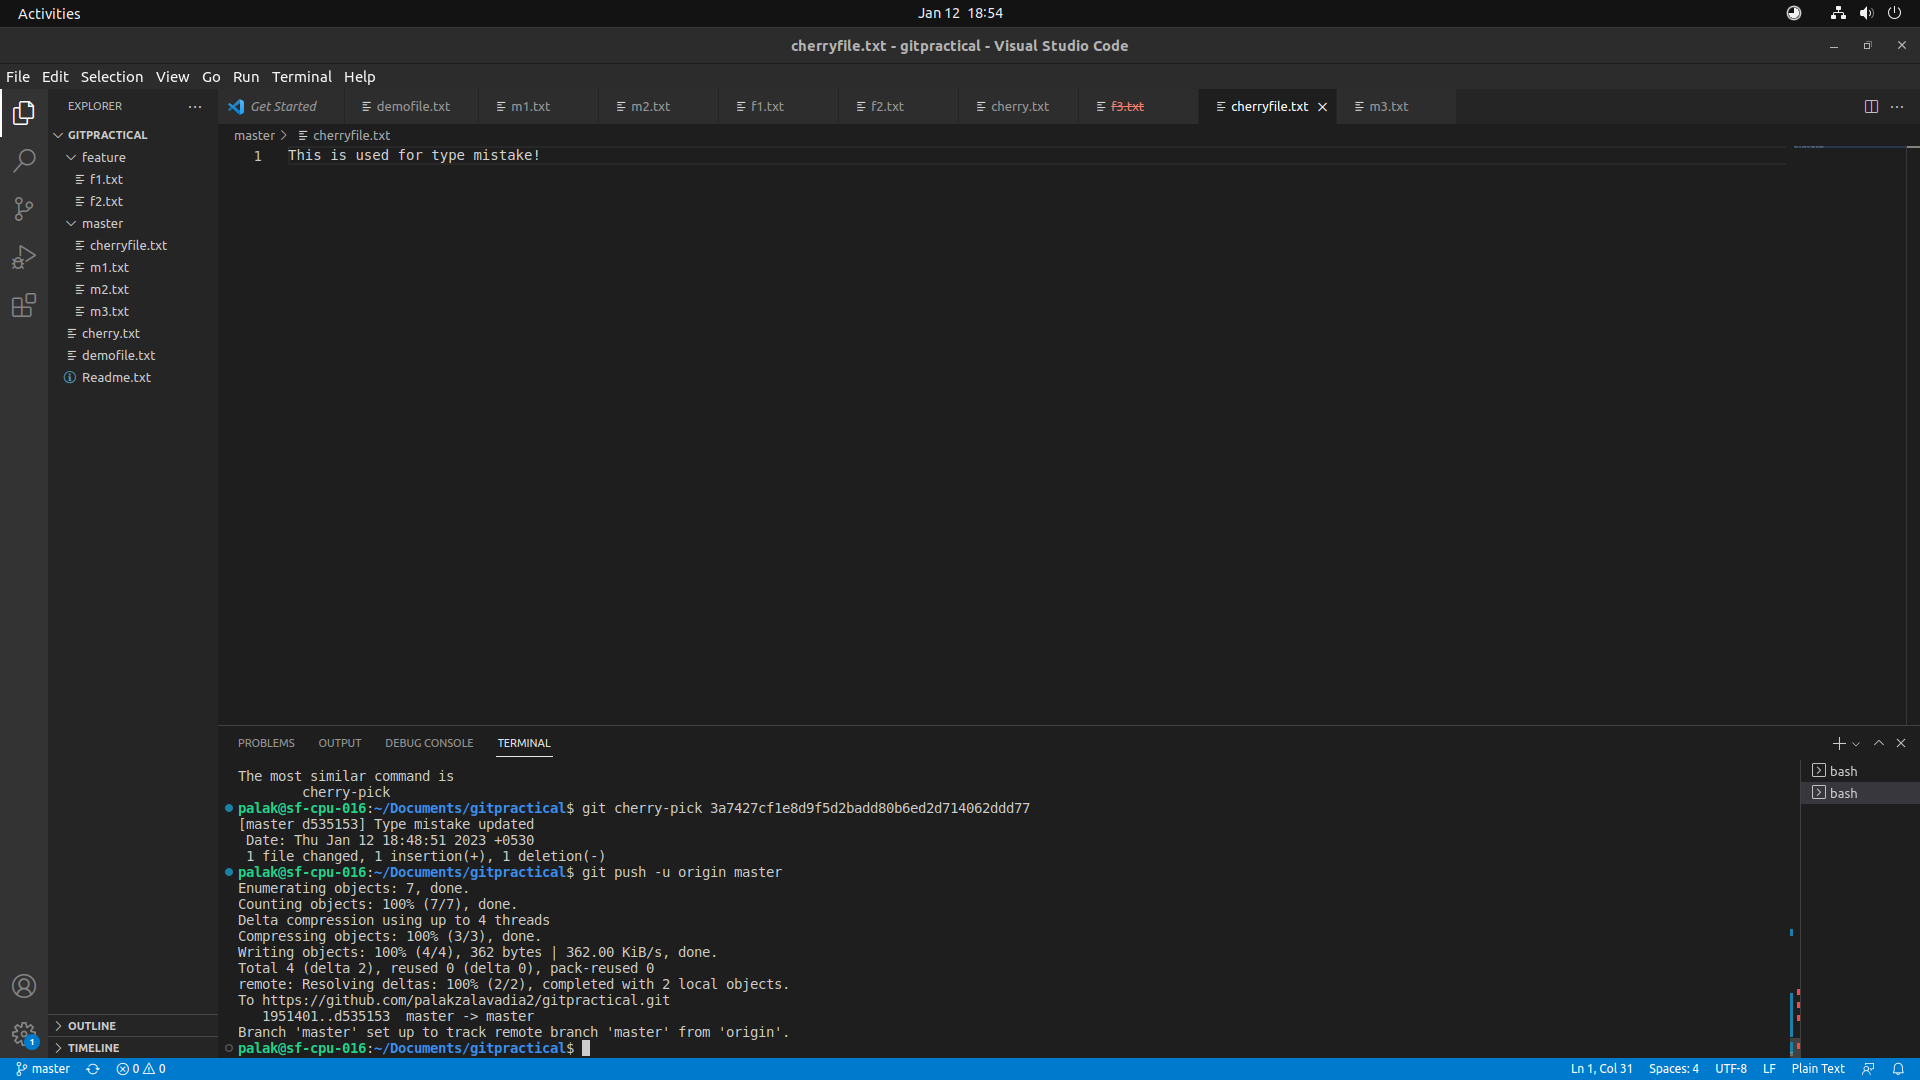 Activities
Jan 12 18:54
cherryfile.txt - gitpractical - Visual Studio Code
File Edit Selection View Go Run Terminal Help
EXPLORER
Get Started demofile.txt m1.txt m2.txt f1.txt f2.txt cherry.txt f3.txt cherryfile.txt m3.txt
GITPRACTICAL
feature
f1.txt
f2.txt
master
cherryfile.txt
m1.txt
m2.txt
m3.txt
cherry.txt
demofile.txt
Readme.txt
OUTLINE
TIMELINE
master > cherryfile.txt
1 This is used for type mistake!
PROBLEMS OUTPUT DEBUG CONSOLE TERMINAL
The most similar command is
cherry-pick
palak@sf-cpu-016:~/Documents/gitpractical$ git cherry-pick 3a7427cf1e8d9f5d2badd80b6ed2d714062ddd77
[master d535153] Type mistake updated
Date: Thu Jan 12 18:48:51 2023 +0530
1 file changed, 1 insertion(+), 1 deletion(-)
palak@sf-cpu-016:~/Documents/gitpractical$ git push -u origin master
Enumerating objects: 7, done.
Counting objects: 100% (7/7), done.
Delta compression using up to 4 threads
Compressing objects: 100% (3/3), done.
Writing objects: 100% (4/4), 362 bytes | 362.00 KiB/s, done.
Total 4 (delta 2), reused 0 (delta 0), pack-reused 0
remote: Resolving deltas: 100% (2/2), completed with 2 local objects.
To https://github.com/palakzalavadia2/gitpractical.git
1951401..d535153  master -> master
Branch 'master' set up to track remote branch 'master' from 'origin'.
palak@sf-cpu-016:~/Documents/gitpractical$
bash
bash
1
master 0 0
Ln 1, Col 31 Spaces: 4 UTF-8 LF Plain Text